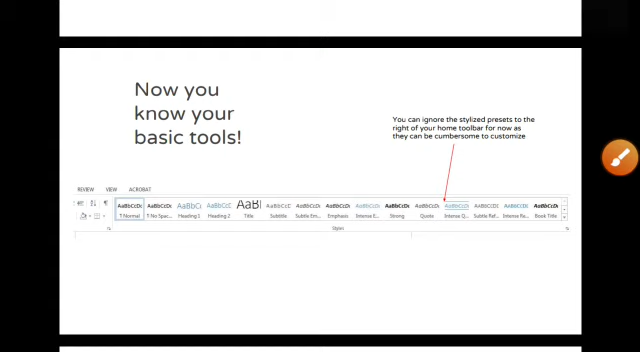 Now you
know your
basic tools!
You can ignore the stylized presets to the
right of your home toolbar for now as
they can be cumbersome to customize
REVIEW VIEW ACROBAT
AaBbCcDc AaBbCcDc AaBbC( AaBbCcC AaBl AaBbCcC AaBbCcDc AaBbCcDc AaBbCcDc AaBbCcDc AaBbCcDc AaBbCcDc AaBbCcDc AaBbCcDc AaBbCcDc
¶ Normal ¶ No Spac... Heading 1 Heading 2 Title Subtitle Subtle Em... Emphasis Intense E... Strong Quote Intense Q... Subtle Ref... Intense Re... Book Title
Styles